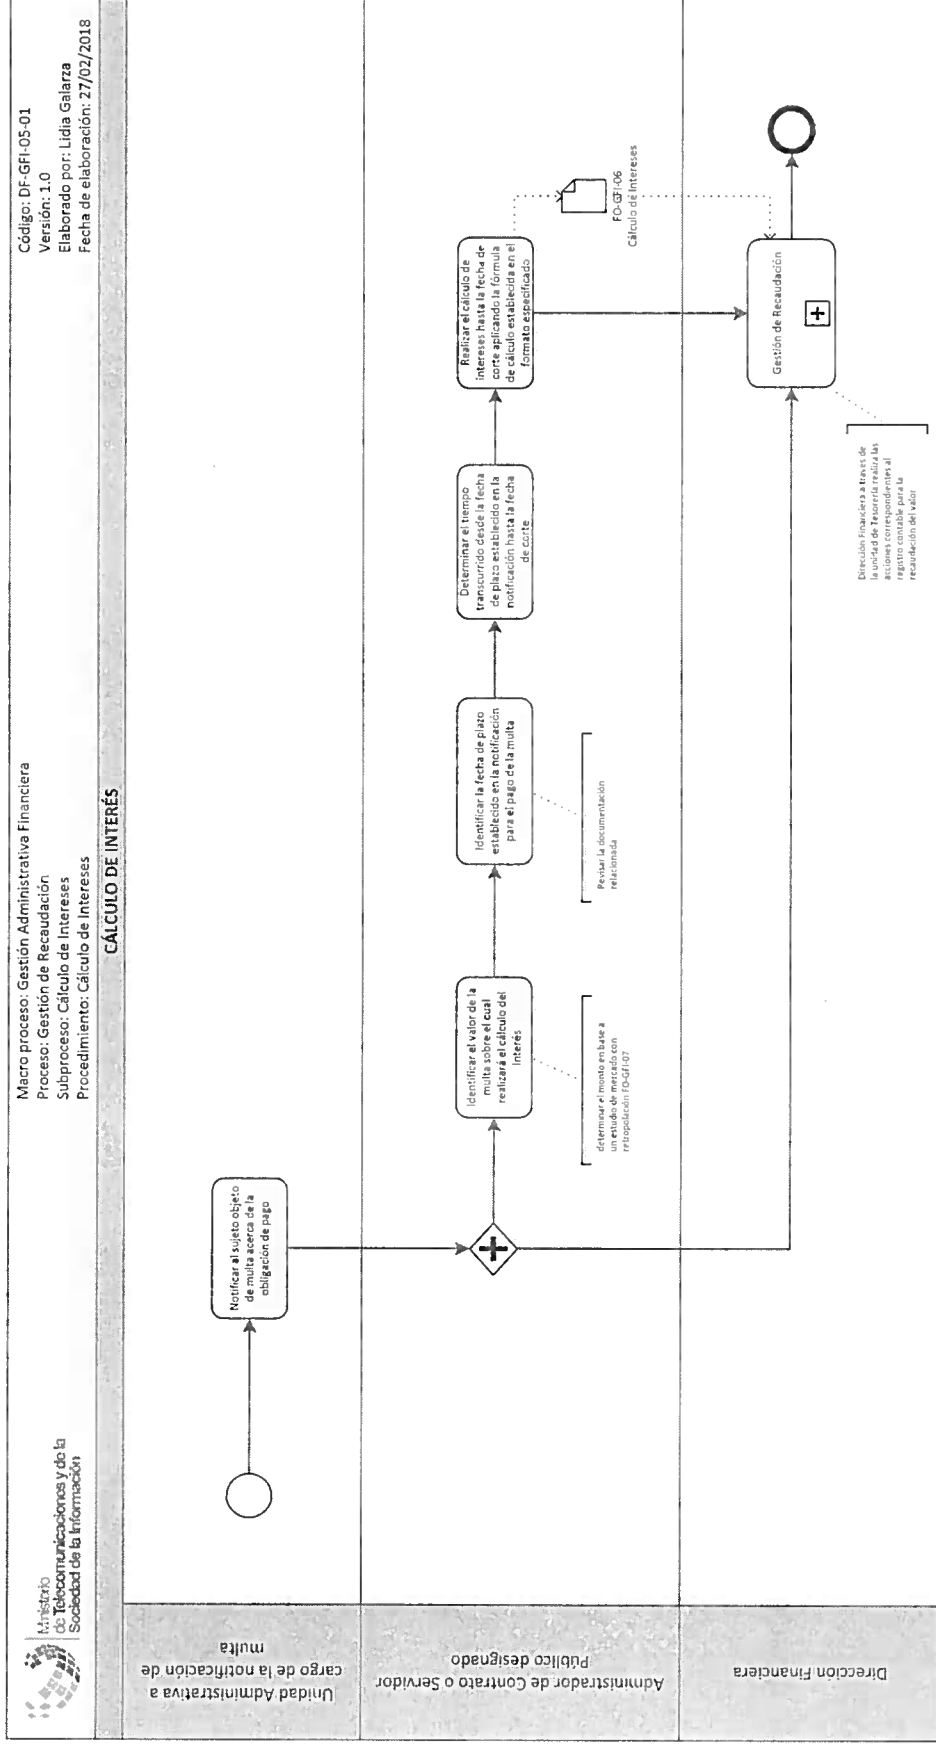 Ministerio
de Telecomunicaciones y de la
Sociedad de la Información
Macro proceso: Gestión Administrativa Financiera
Proceso: Gestión de Recaudación
Subproceso: Cálculo de Intereses
Procedimiento: Cálculo de Intereses
Código: DF-GFI-05-01
Versión: 1.0
Elaborado por: Lidia Galarza
Fecha de elaboración: 27/02/2018
CÁLCULO DE INTERÉS
Unidad Administrativa a
cargo de la notificación de
multa
Notificar al sujeto objeto
de multa acerca de la
obligación de pago
Administrador de Contrato o Servidor
Público designado
Identificar el valor de la
multa sobre el cual
realizará el cálculo del
Interés
determinar el monto en base a
un estudio de mercado con
retropolación FO-GFI-07
Identificar la fecha de plazo
establecido en la notificación
para el pago de la multa
Revisar la documentación
relacionada
Determinar el tiempo
transcurrido desde la fecha
de plazo establecido en la
notificación hasta la fecha
de corte
Realizar el cálculo de
intereses hasta la fecha de
corte aplicando la fórmula
de cálculo establecida en el
formato especificado
FO-GFI-06
Cálculo de Intereses
Dirección Financiera
Gestión de Recaudación
Dirección Financiera a traves de
la unidad de Tesorería realiza las
acciones correspondientes al
registro contable para la
recaudación del valor